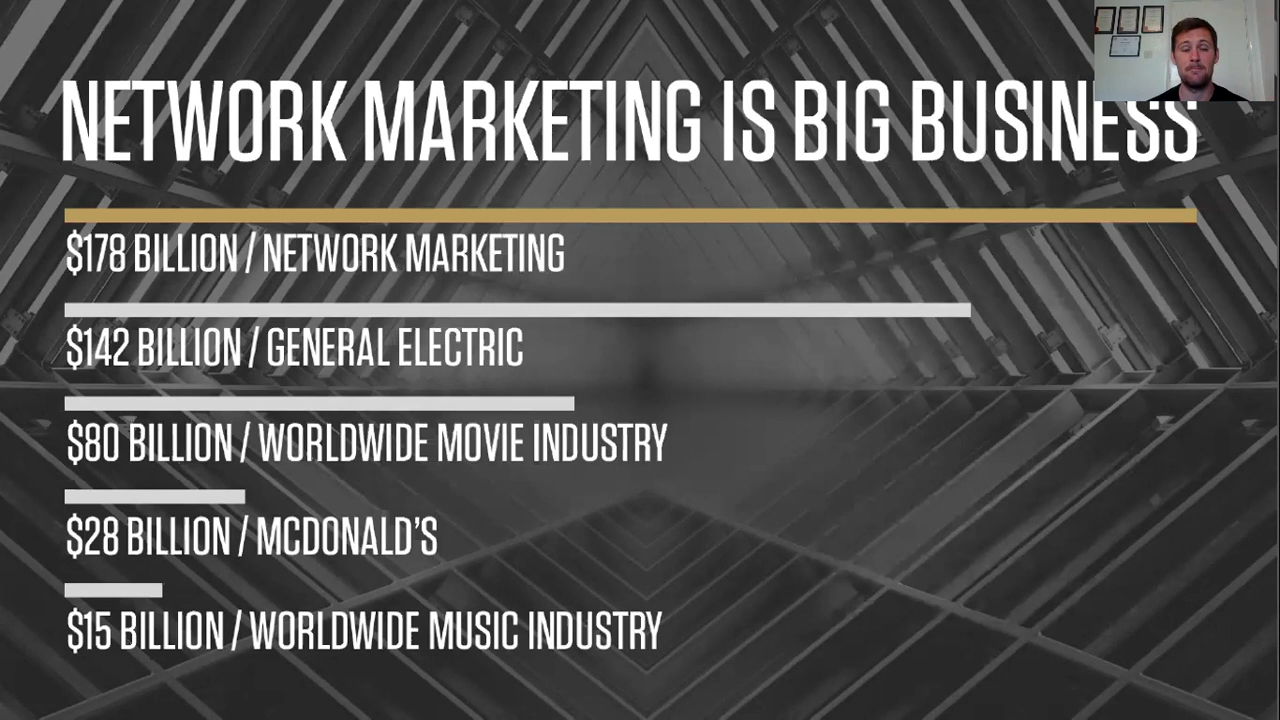 NETWORK MARKETING IS BIG BUSINESS
$178 BILLION / NETWORK MARKETING
$142 BILLION / GENERAL ELECTRIC
$80 BILLION / WORLDWIDE MOVIE INDUSTRY
$28 BILLION / MCDONALD'S
$15 BILLION / WORLDWIDE MUSIC INDUSTRY